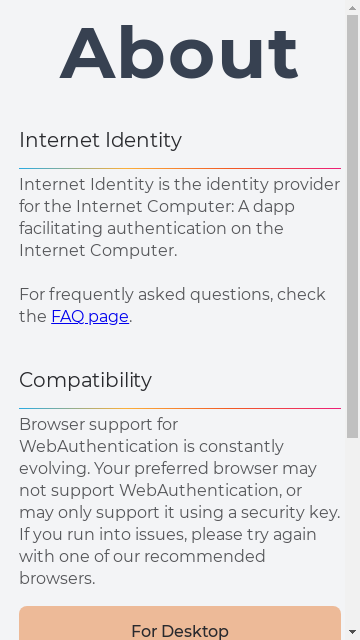 About
Internet Identity
Internet Identity is the identity provider
for the Internet Computer: A dapp
facilitating authentication on the
Internet Computer.
For frequently asked questions, check
the FAQ page.
Compatibility
Browser support for
WebAuthentication is constantly
evolving. Your preferred browser may
not support WebAuthentication, or
may only support it using a security key.
If you run into issues, please try again
with one of our recommended
browsers.
For Desktop